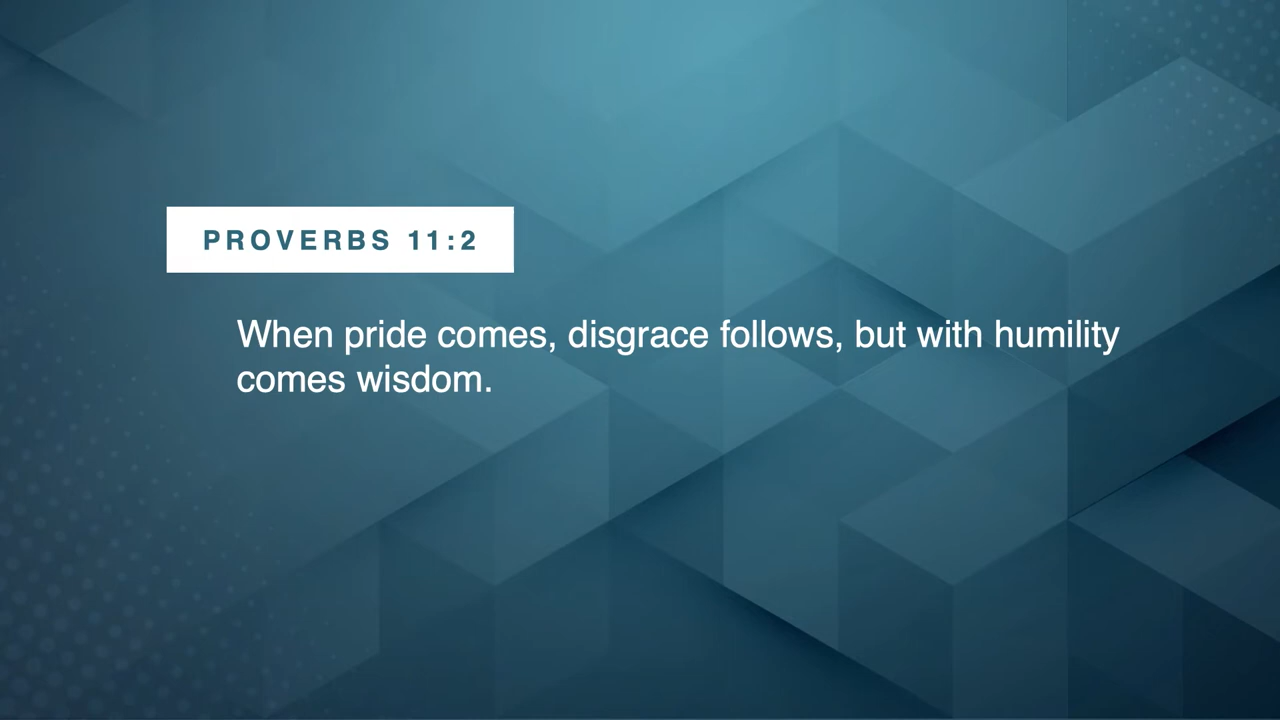 PROVERBS 11:2
When pride comes, disgrace follows, but with humility
comes wisdom.